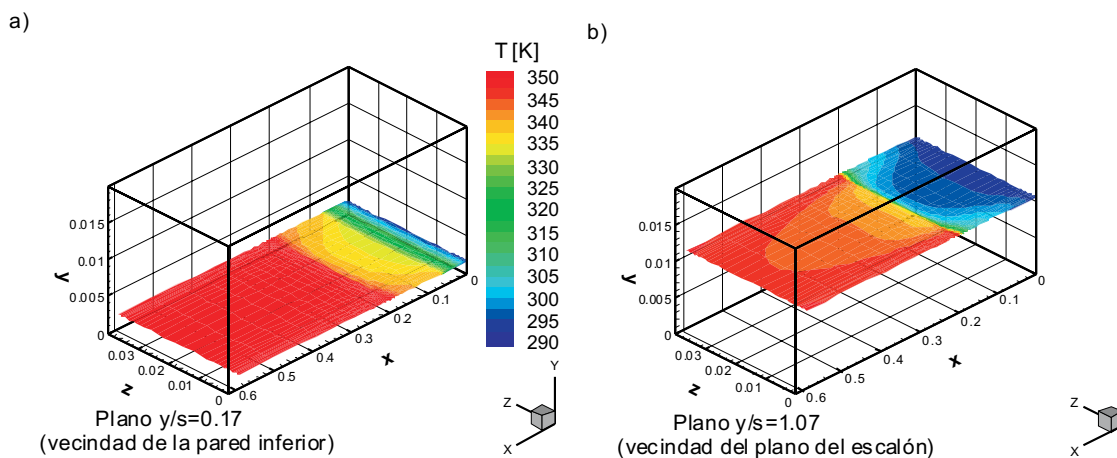 a)
T [K]
350
345
340
335
330
325
320
315
310
305
300
295
290
y
0.015
0.01
0.005
0
0.03
0.02
0.01
0
z
0.6
0.5
0.4
0.3
0.2
0.1
0
x
Y
Z
X
Plano y/s=0.17
(vecindad de la pared inferior)
b)
y
0.015
0.01
0.005
0
0.03
0.02
0.01
0
z
0.6
0.5
0.4
0.3
0.2
0.1
0
x
Z
X
Plano y/s=1.07
(vecindad del plano del escalón)